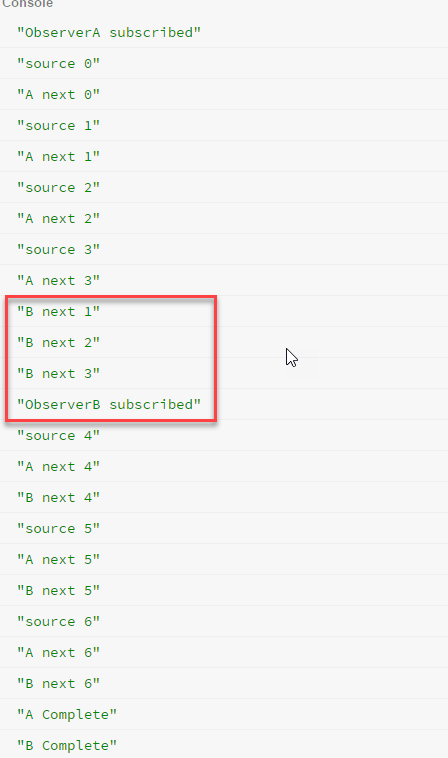 Console
"ObserverA subscribed"
"source 0"
"A next 0"
"source 1"
"A next 1"
"source 2"
"A next 2"
"source 3"
"A next 3"
"B next 1"
"B next 2"
"B next 3"
"ObserverB subscribed"
"source 4"
"A next 4"
"B next 4"
"source 5"
"A next 5"
"B next 5"
"source 6"
"A next 6"
"B next 6"
"A Complete"
"B Complete"